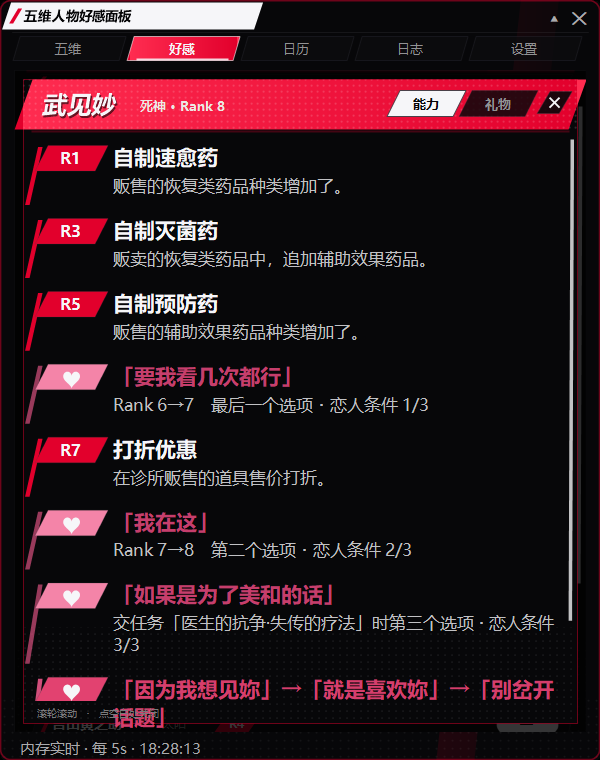 五维人物好感面板
五维 好感 日历 日志 设置
武见妙 死神 • Rank 8 能力 礼物
R1 自制速愈药
贩售的恢复类药品种类增加了。
R3 自制灭菌药
贩卖的恢复类药品中，追加辅助效果药品。
R5 自制预防药
贩售的辅助效果药品种类增加了。
「要我看几次都行」
Rank 6→7 最后一个选项 · 恋人条件 1/3
R7 打折优惠
在诊所贩售的道具售价打折。
「我在这」
Rank 7→8 第二个选项 · 恋人条件 2/3
「如果是为了美和的话」
交任务「医生的抗争·失传的疗法」时第三个选项 · 恋人条件
3/3
「因为我想见妳」→「就是喜欢妳」→「别岔开
话题」
滚轮滚动 · 点空白
内存实时 · 每 5s · 18:28:13